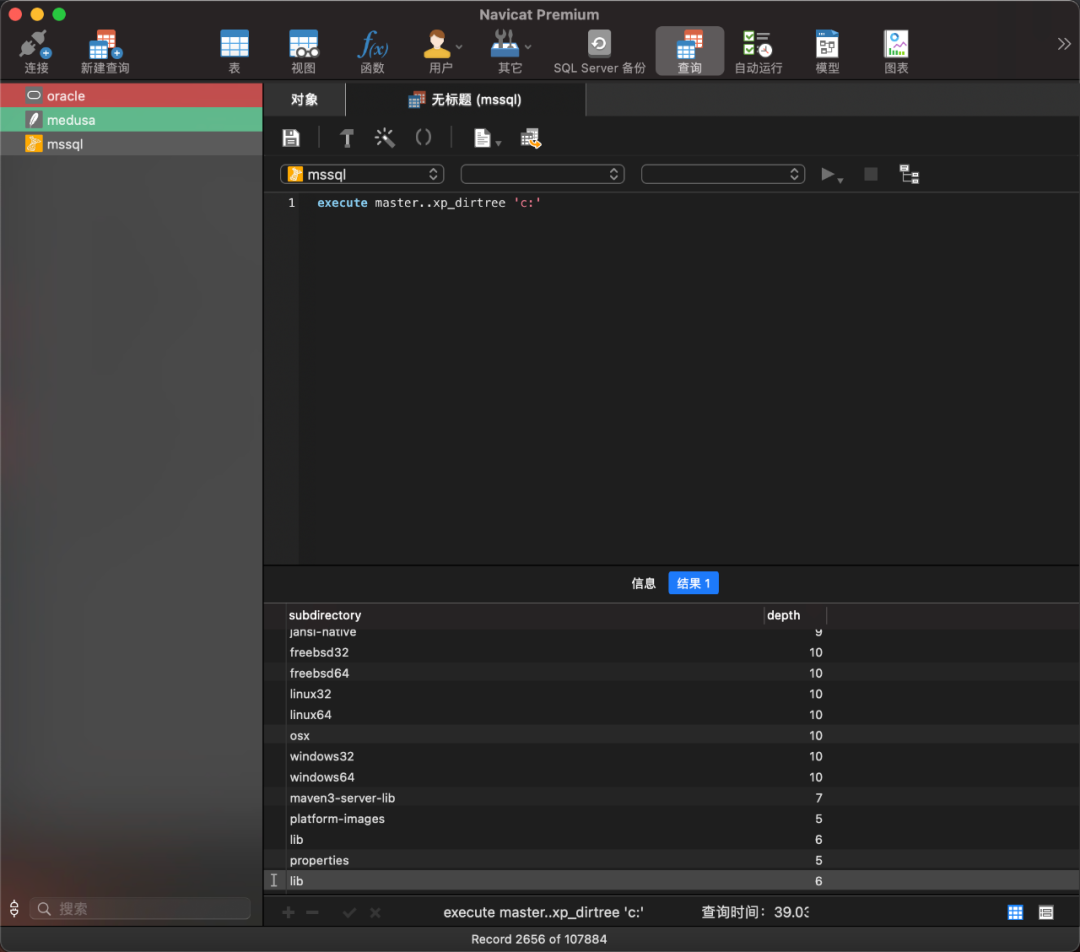 Navicat Premium
连接 新建查询 表 视图 函数 用户 其它 SQL Server 备份 查询 自动运行 模型 图表
oracle
medusa
mssql
对象 无标题 (mssql)
mssql
1 execute master..xp_dirtree 'c:'
信息 结果 1
subdirectory depth
jansi-native 9
freebsd32 10
freebsd64 10
linux32 10
linux64 10
osx 10
windows32 10
windows64 10
maven3-server-lib 7
platform-images 5
lib 6
properties 5
lib 6
搜索
execute master..xp_dirtree 'c:' 查询时间: 39.03
Record 2656 of 107884